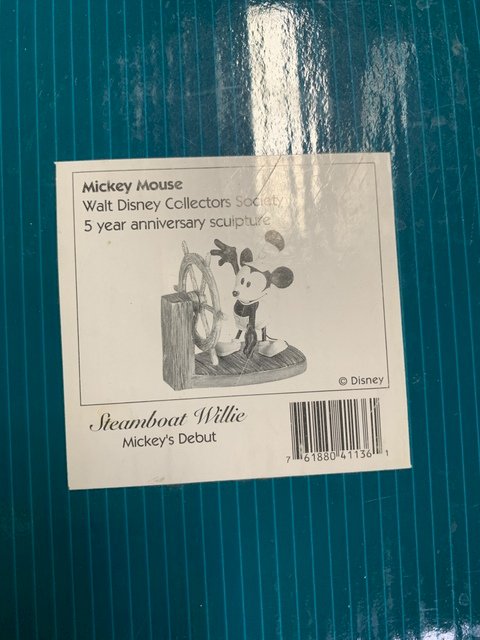 Mickey Mouse
Walt Disney Collectors Society
5 year anniversary sculpture
© Disney
Steamboat Willie
Mickey's Debut
7 61880 41136 1